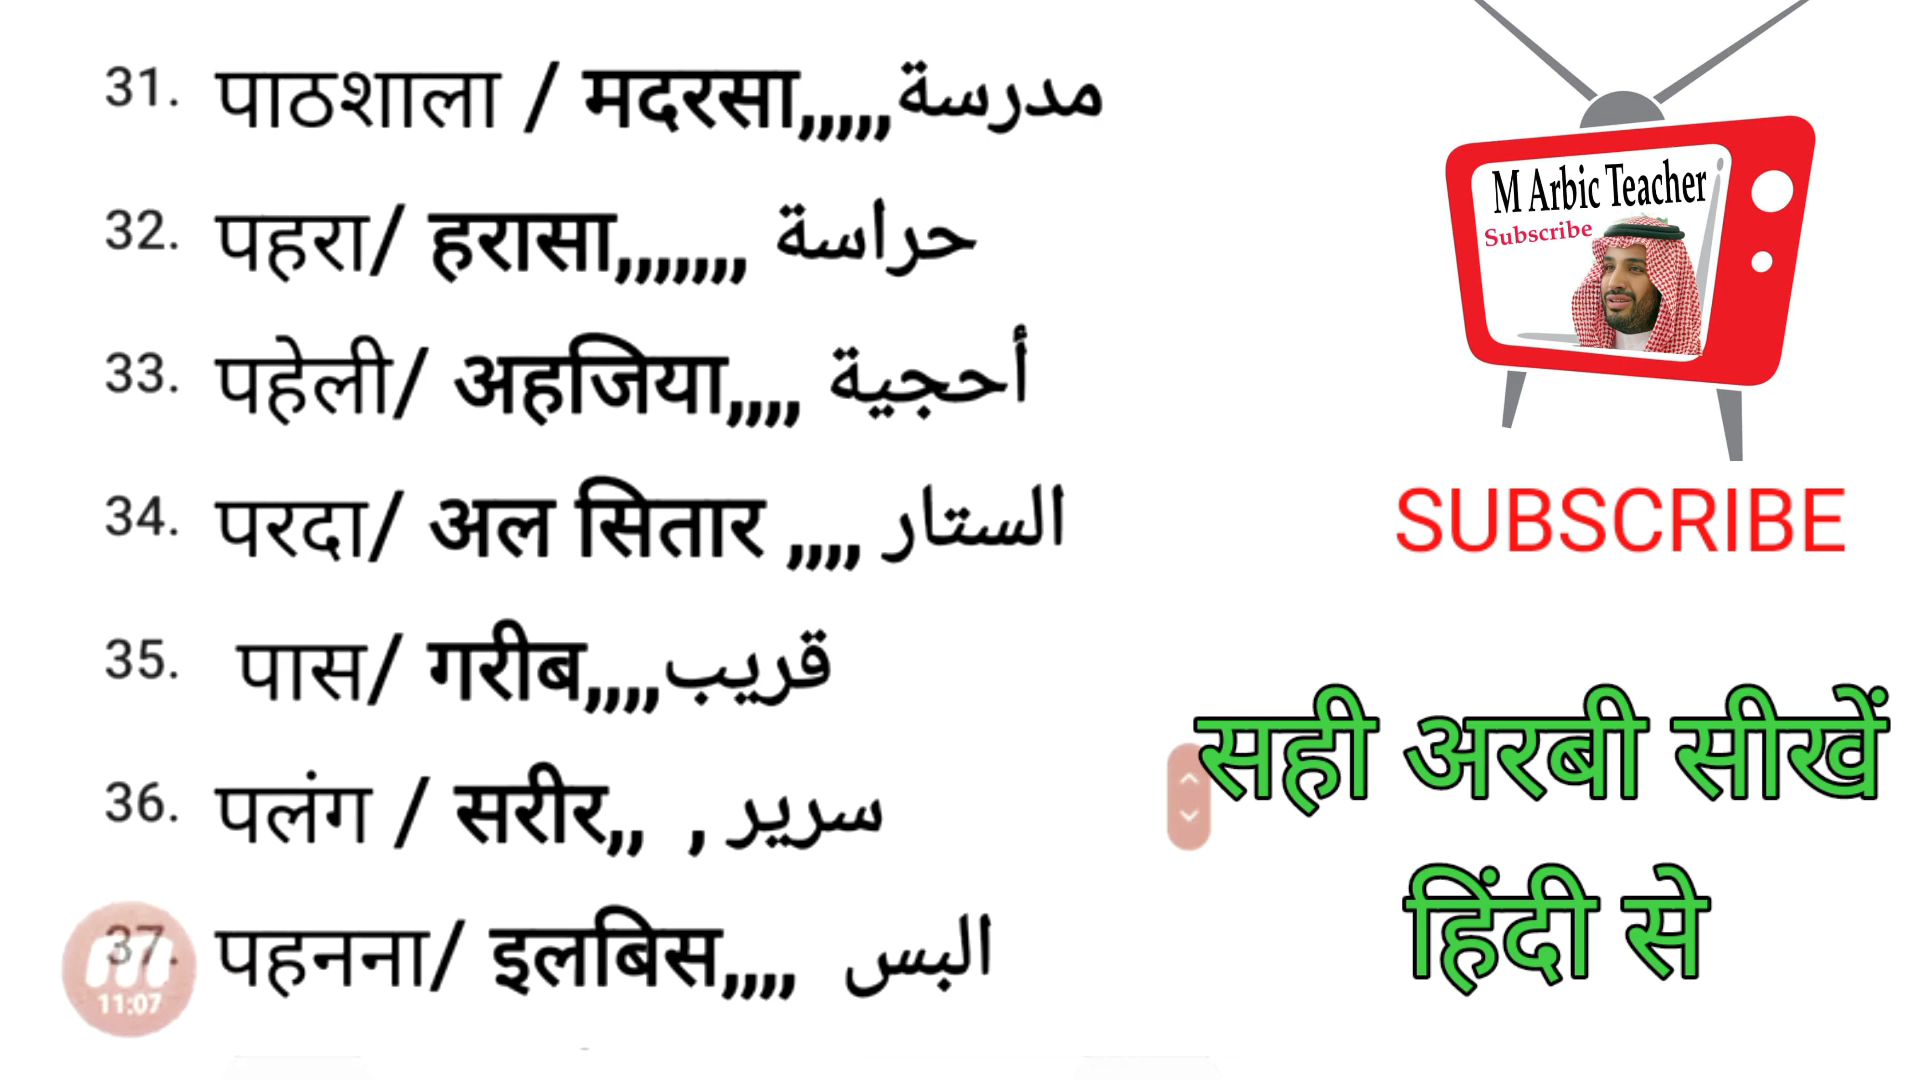 31. पाठशाला / मदरसा,,,,,مدرسة
32. पहरा/ हरासा,,,,,,, حراسة
33. पहेली/ अहजिया,,,, أحجية
34. परदा/ अल सितार ,,,, الستار
35. पास/ गरीब,,,,قريب
36. पलंग / सरीर,, , سرير
37. पहनना/ इलबिस,,,, البس
11:07
M Arbic Teacher
Subscribe
SUBSCRIBE
सही अरबी सीखें
हिंदी से